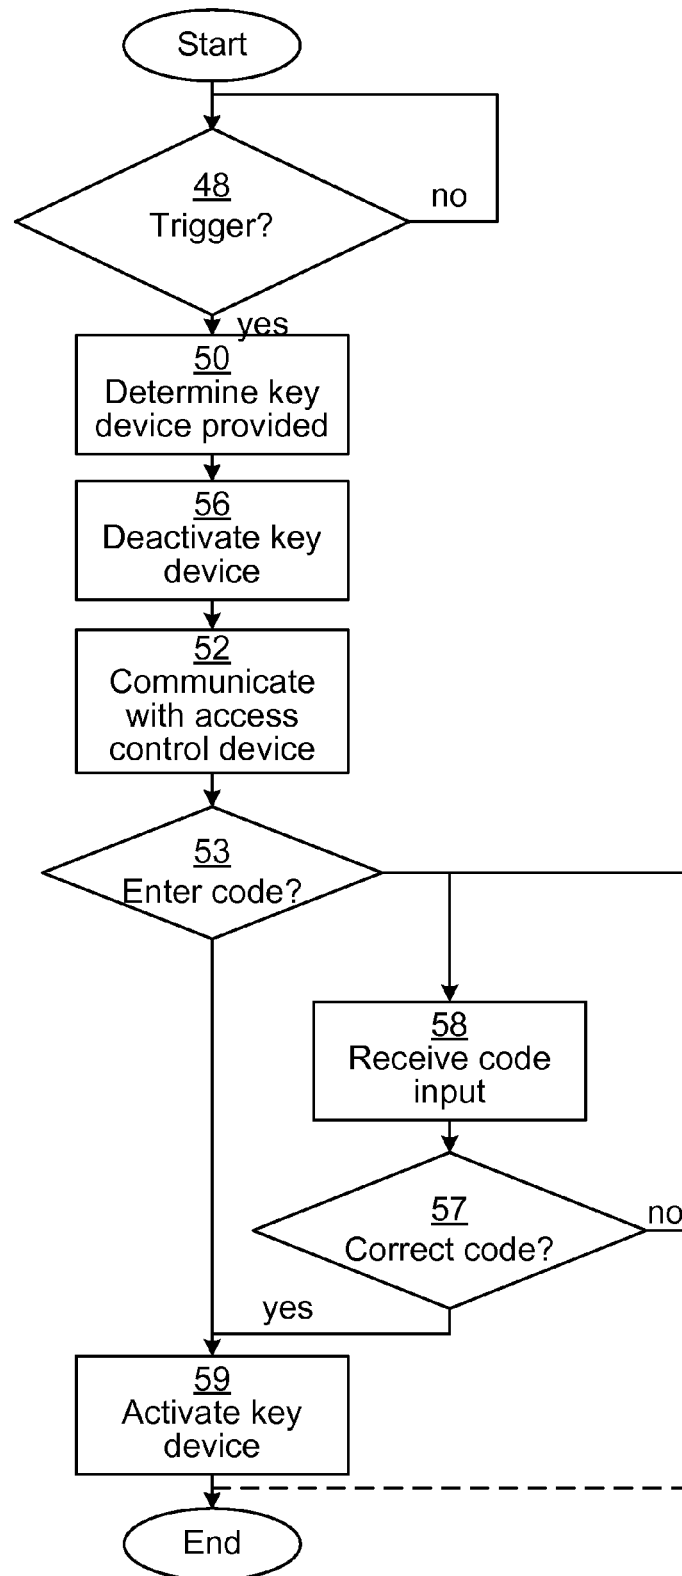 Start
48
Trigger?
no
yes
50
Determine key
device provided
56
Deactivate key
device
52
Communicate
with access
control device
53
Enter code?
58
Receive code
input
57
Correct code?
no
yes
59
Activate key
device
End